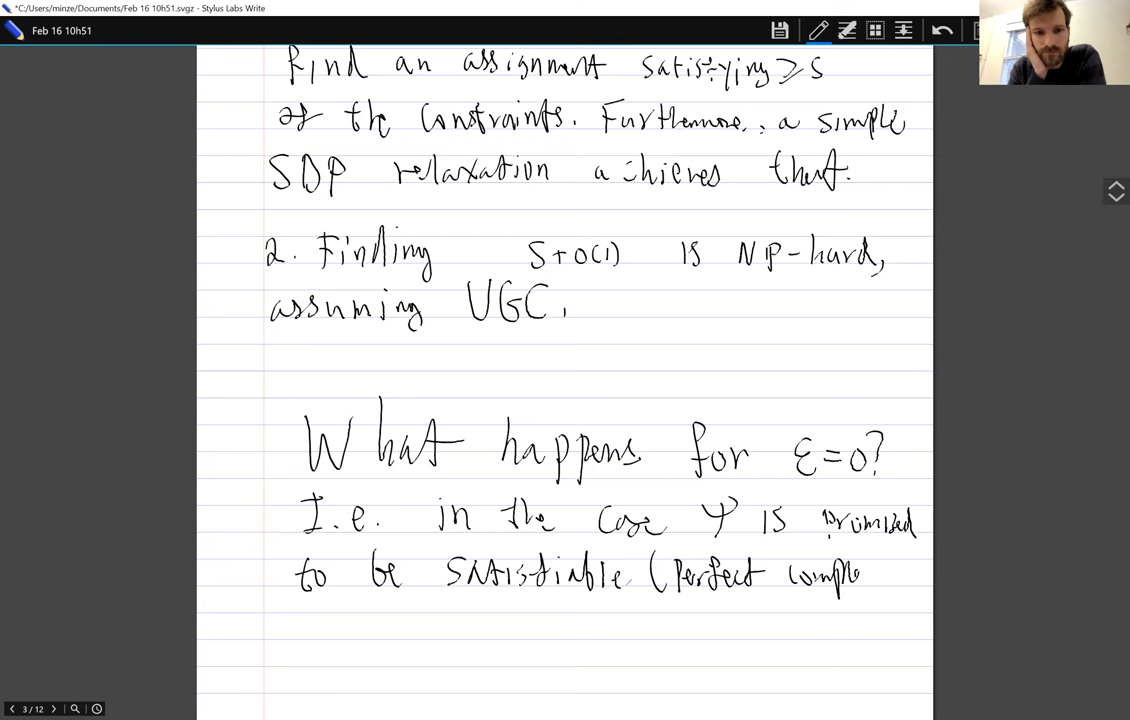 *C:/Users/minze/Documents/Feb 16 10h51.svgz - Stylus Labs Write
Feb 16 10h51
Find an assignment satisfying ⩾ s
of the constraints. Furthermore, a simple
SDP relaxation achieves that.
2. Finding s+o(1) is NP-hard,
assuming UGC.
What happens for ε=0?
I.e. in the case Ψ is promised
to be satisfiable (perfect comple
3 / 12